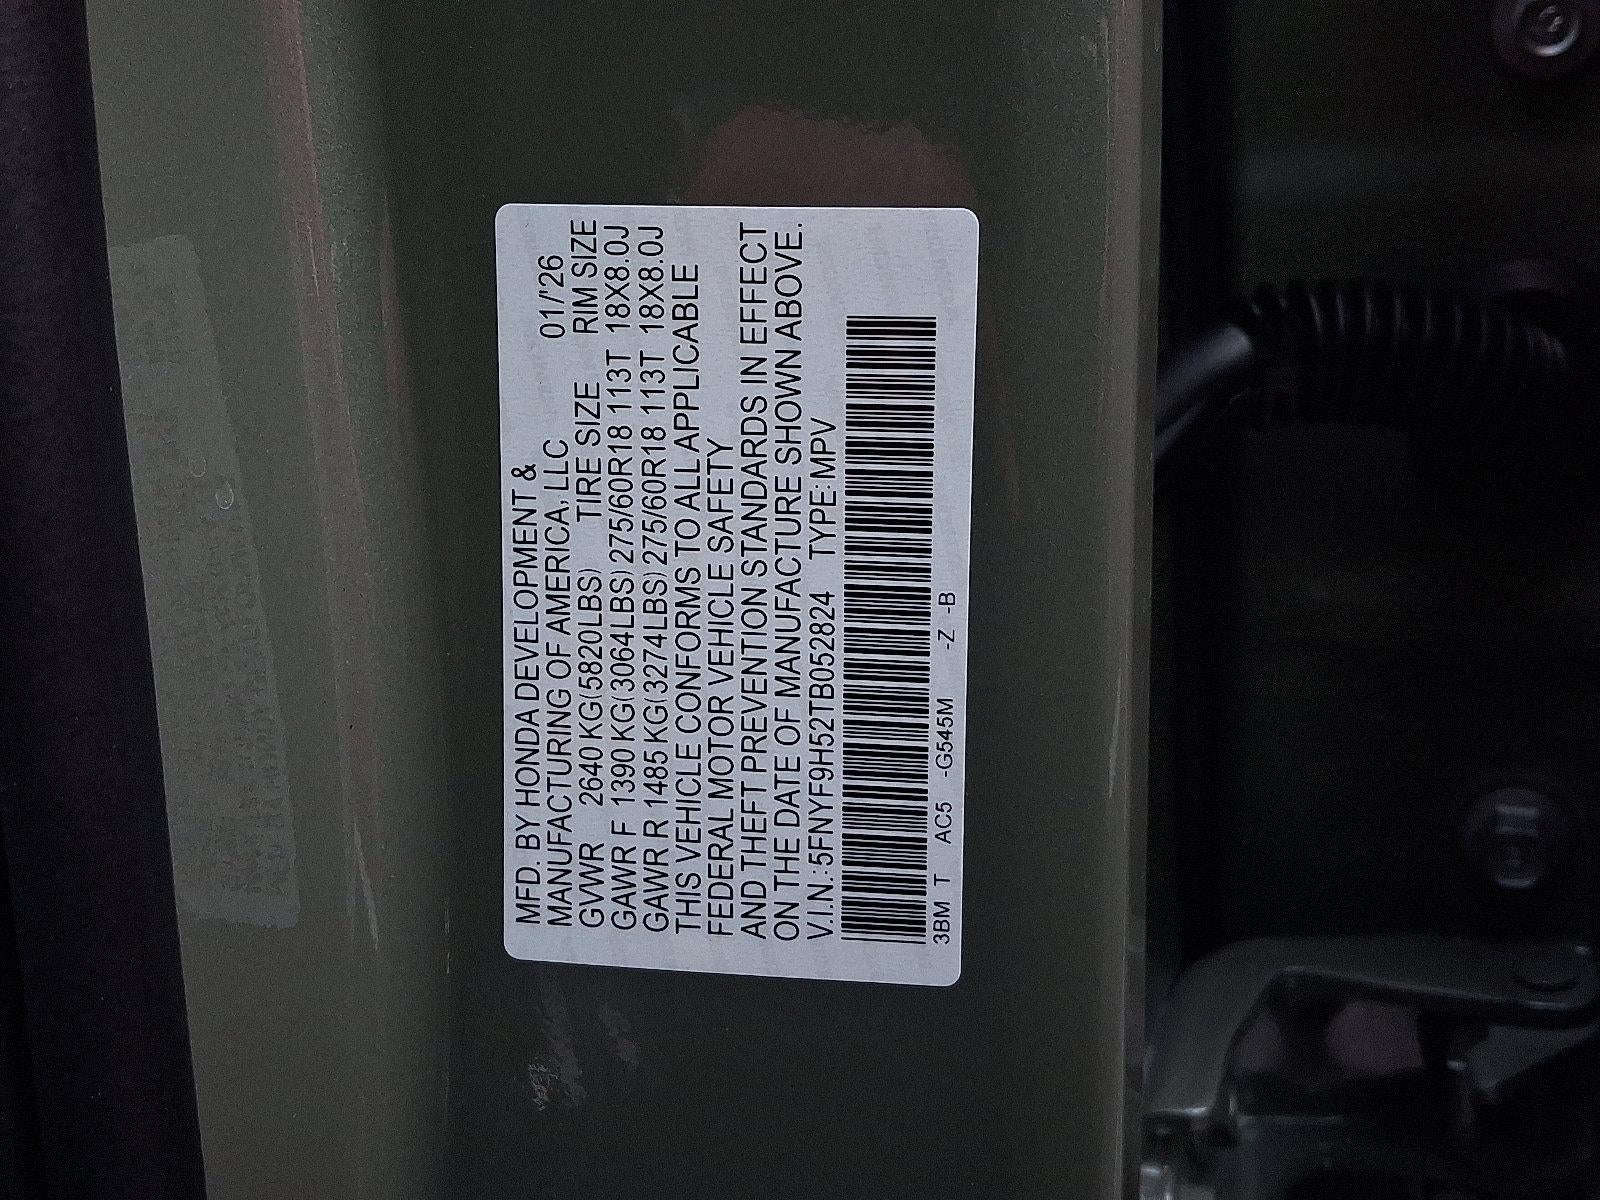 MFD. BY HONDA DEVELOPMENT &
MANUFACTURING OF AMERICA, LLC 01/'26
GVWR 2640 KG(5820LBS) TIRE SIZE RIM SIZE
GAWR F 1390 KG(3064LBS) 275/60R18 113T 18X8.0J
GAWR R 1485 KG(3274LBS) 275/60R18 113T 18X8.0J
THIS VEHICLE CONFORMS TO ALL APPLICABLE
FEDERAL MOTOR VEHICLE SAFETY
AND THEFT PREVENTION STANDARDS IN EFFECT
ON THE DATE OF MANUFACTURE SHOWN ABOVE.
V.I.N.:5FNYF9H52TB052824 TYPE:MPV
3BM T AC5 -G545M -Z -B